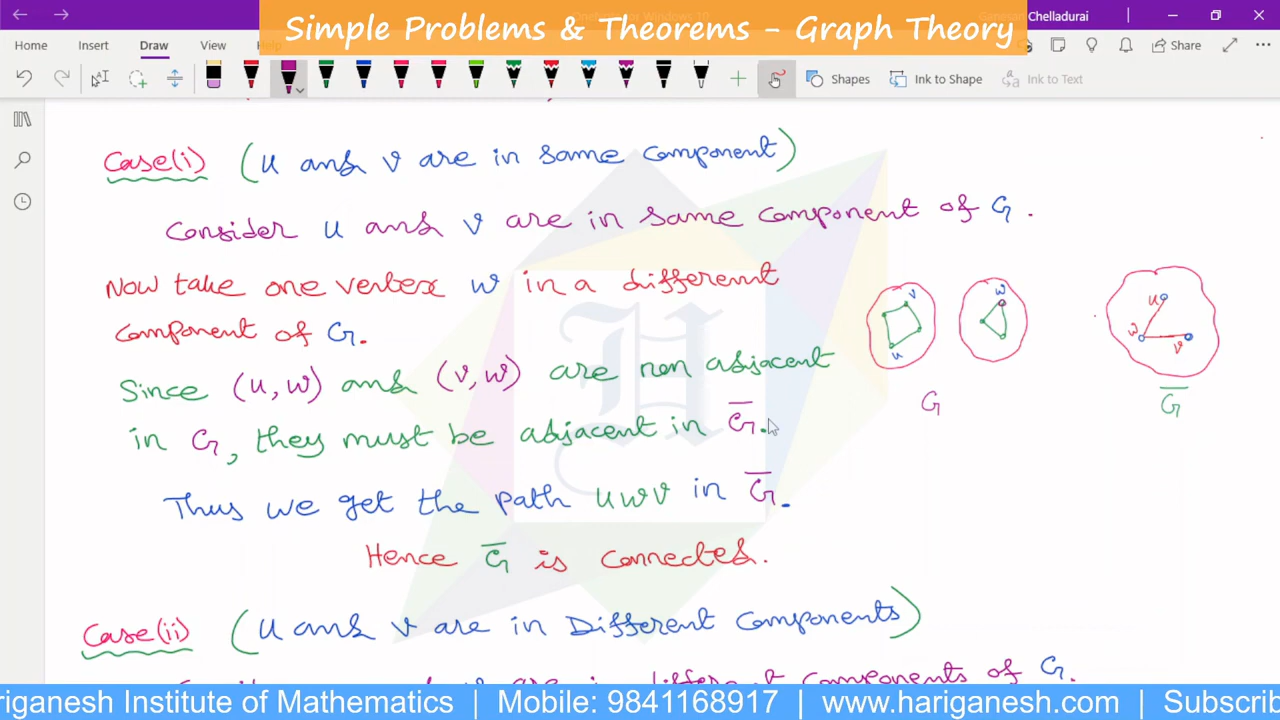 Simple Problems & Theorems - Graph Theory
Chelladurai
Home Insert Draw View
Share
Shapes Ink to Shape Ink to Text
Case(i) (u and v are in same component)
Consider u and v are in same component of G.
Now take one vertex w in a different
component of G.
Since (u, w) and (v, w) are non adjacent
in G, they must be adjacent in G̅.
v w u
u w v
G G̅
Thus we get the path uwv in G̅.
Hence G̅ is connected.
Case(ii) (u and v are in Different Components)
different components of G.
riganesh Institute of Mathematics | Mobile: 9841168917 | www.hariganesh.com | Subscrib